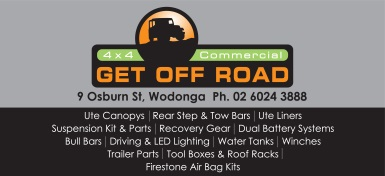 4x4 Commercial
GET OFF ROAD
9 Osburn St, Wodonga Ph. 02 6024 3888
Ute Canopys | Rear Step & Tow Bars | Ute Liners
Suspension Kit & Parts | Recovery Gear | Dual Battery Systems
Bull Bars | Driving & LED Lighting | Water Tanks | Winches
Trailer Parts | Tool Boxes & Roof Racks |
Firestone Air Bag Kits